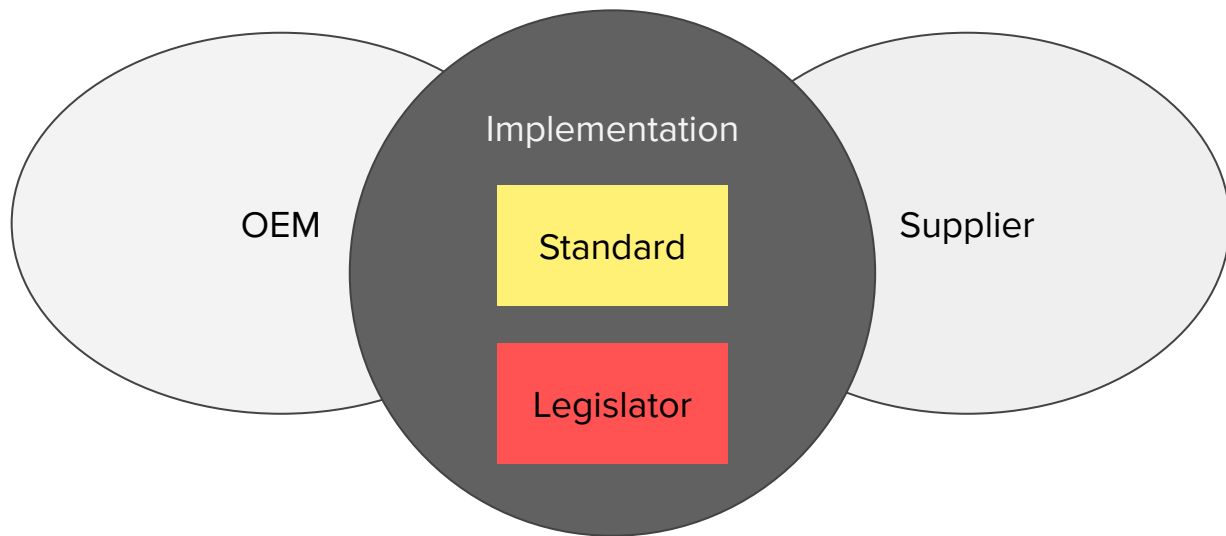 Implementation
OEM
Standard
Supplier
Legislator